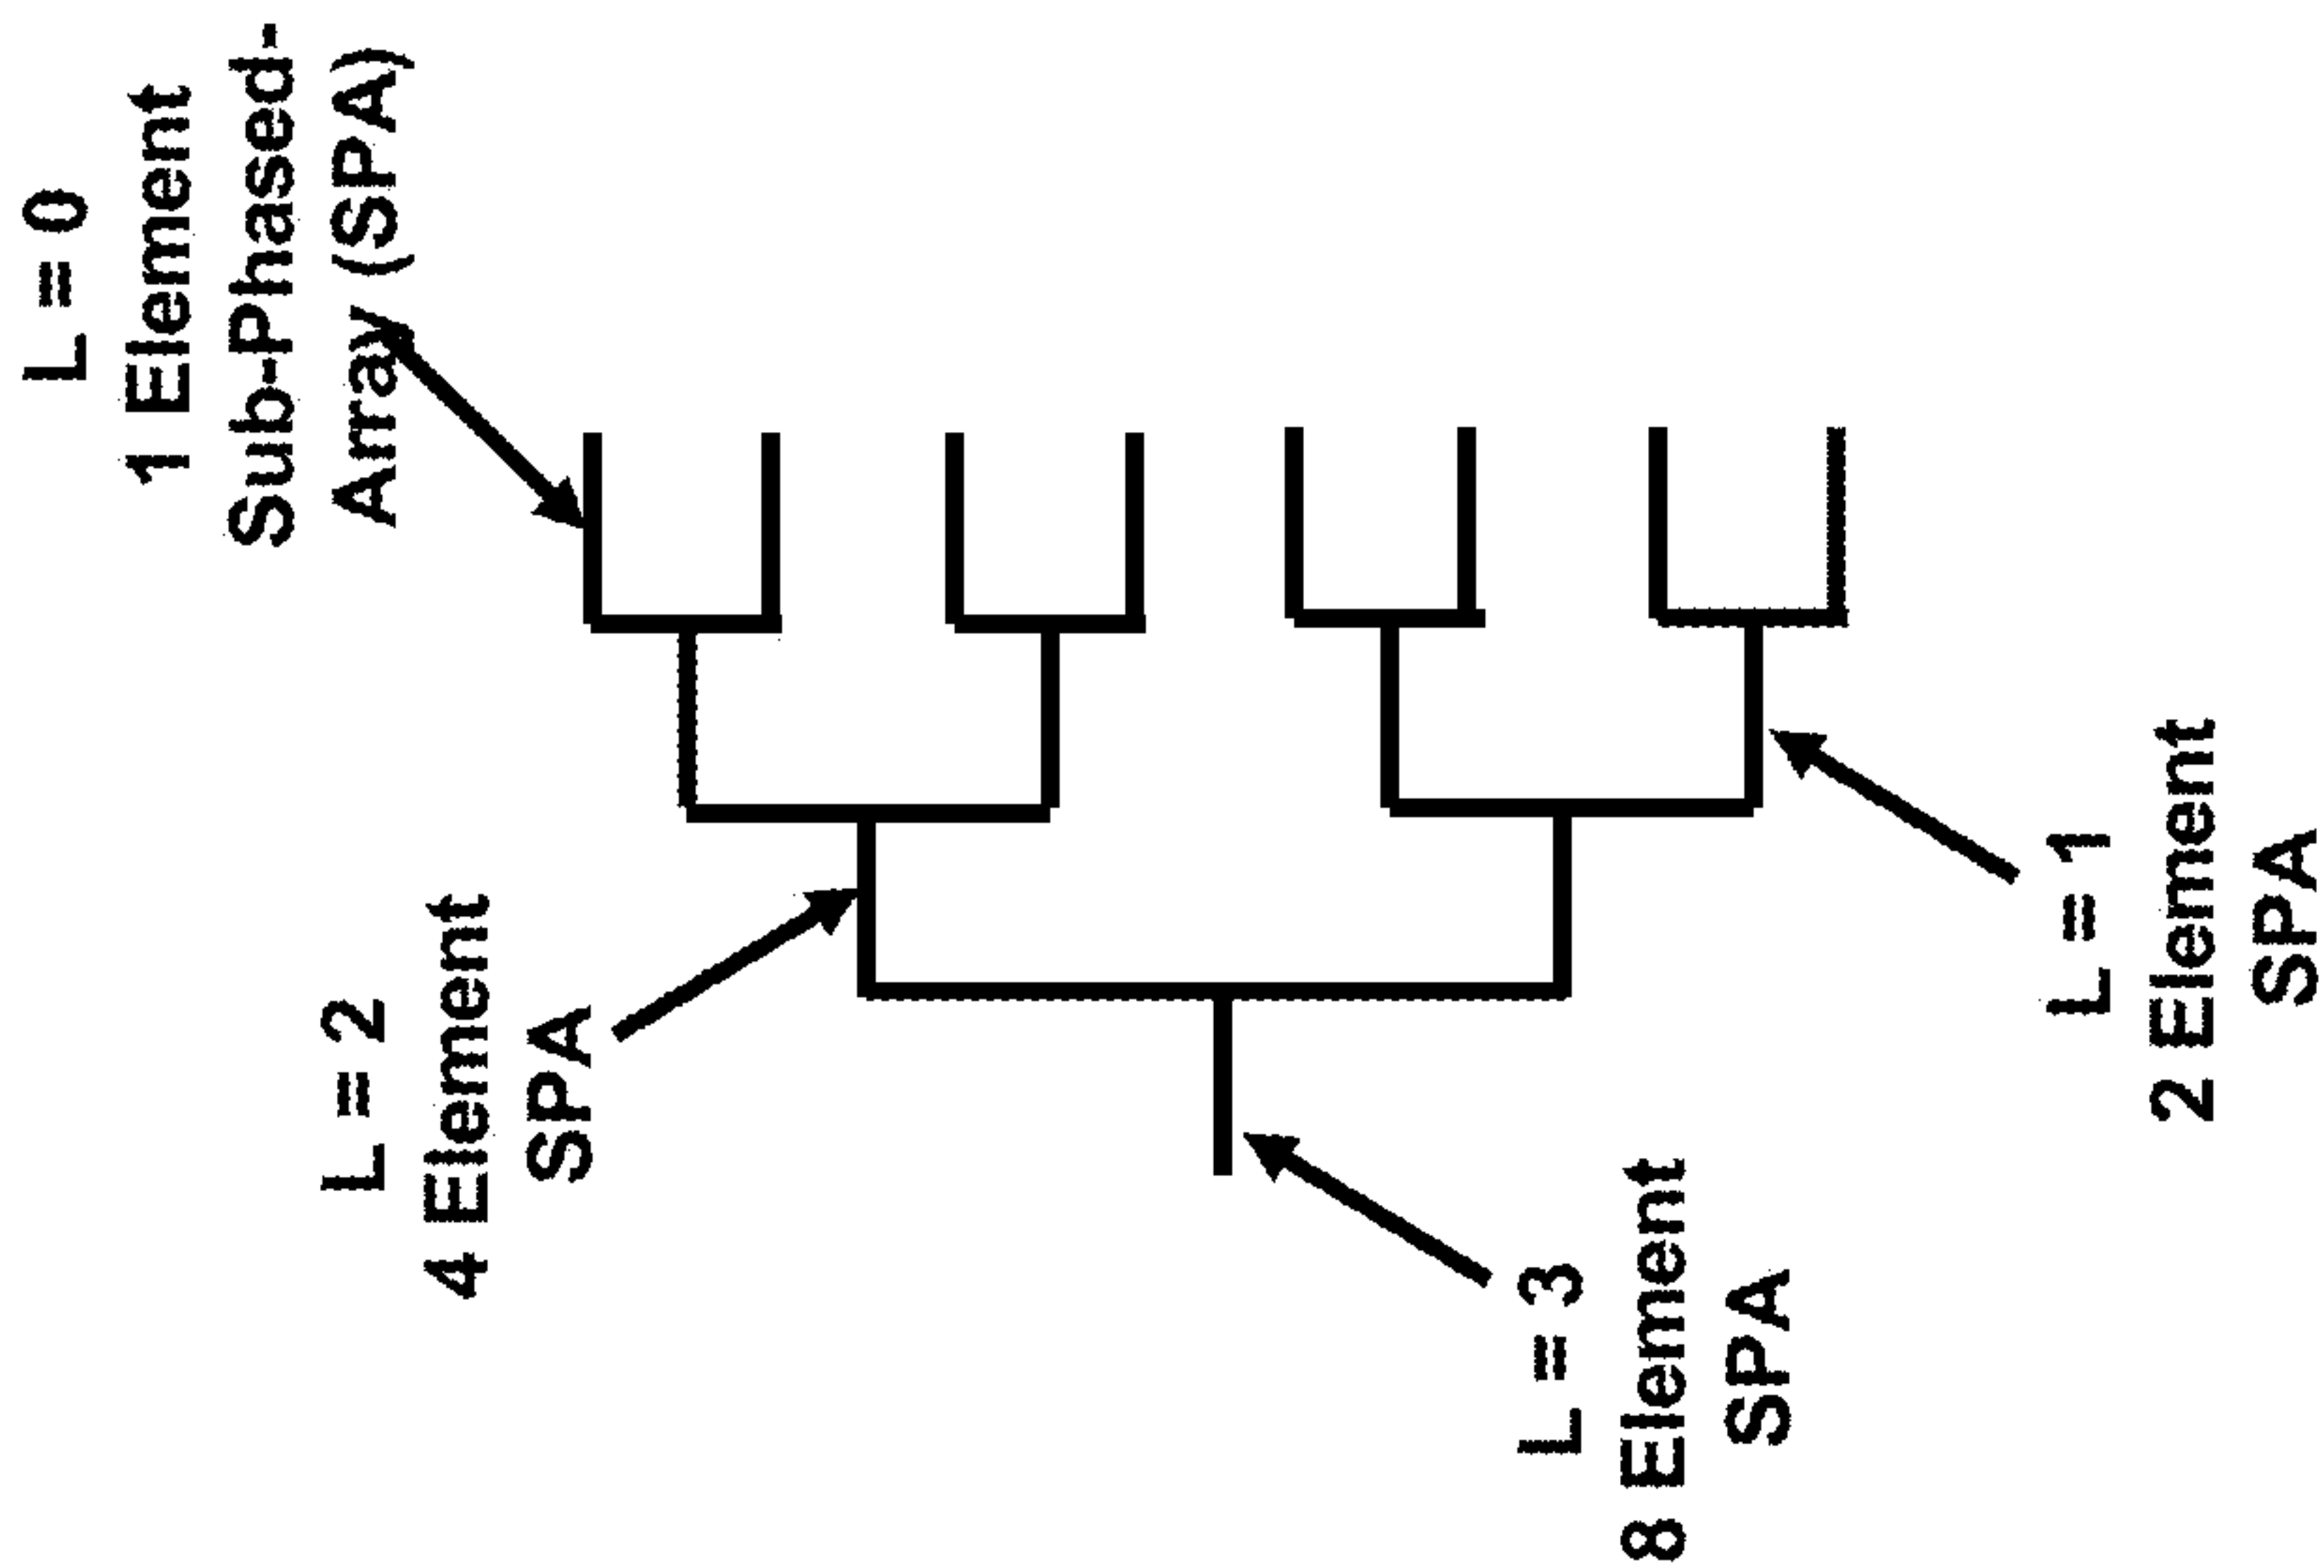 L = 0
1 Element
Sub-Phased-
Array (SPA)
L = 2
4 Element
SPA
L = 3
8 Element
SPA
L = 1
2 Element
SPA